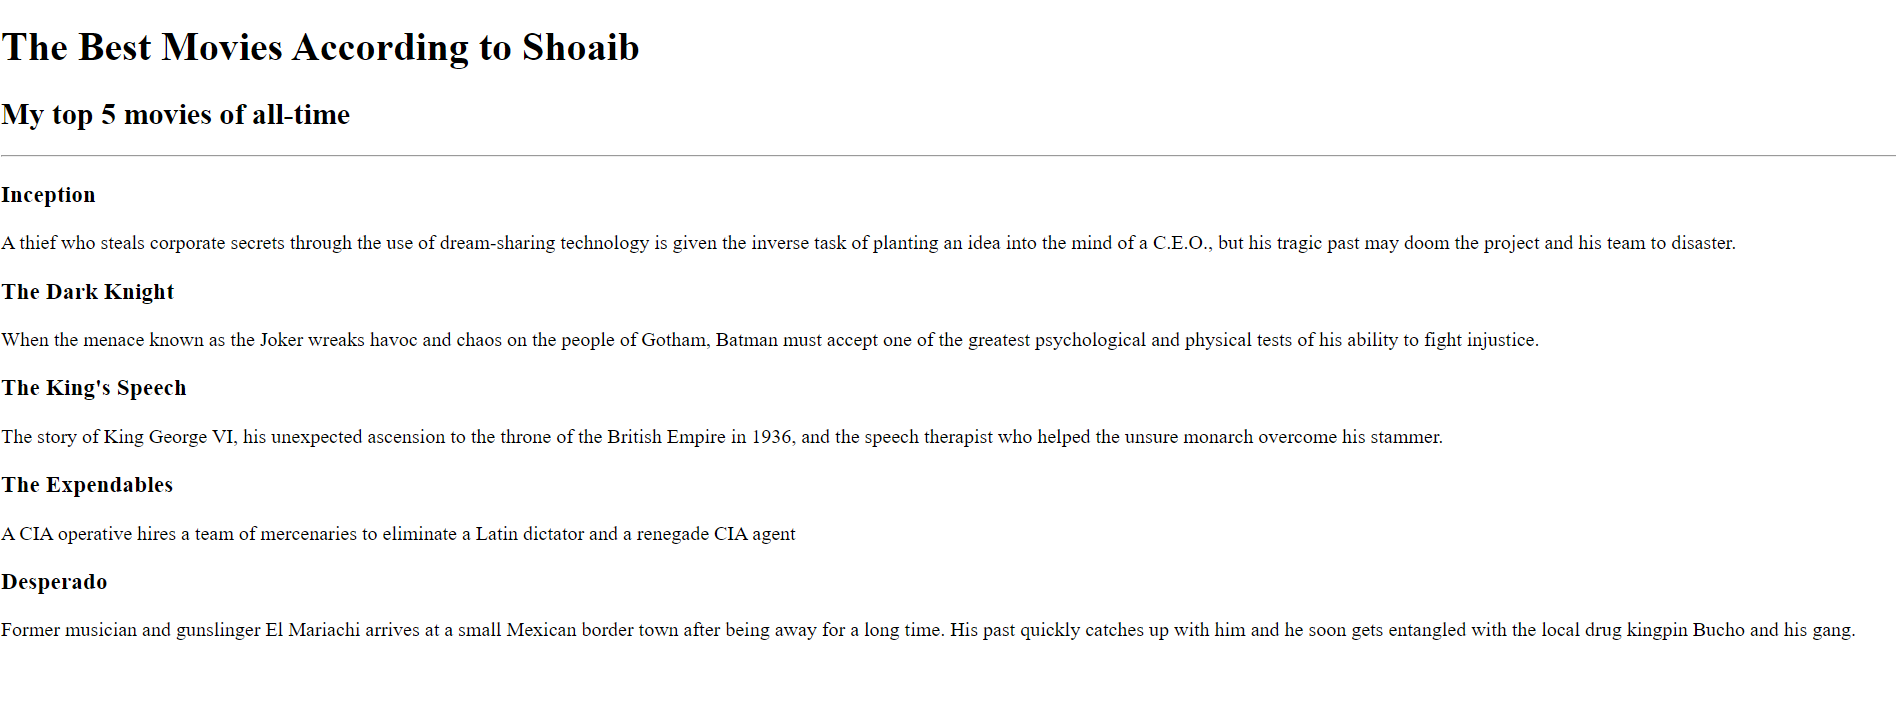 The Best Movies According to Shoaib
My top 5 movies of all-time
Inception
A thief who steals corporate secrets through the use of dream-sharing technology is given the inverse task of planting an idea into the mind of a C.E.O., but his tragic past may doom the project and his team to disaster.
The Dark Knight
When the menace known as the Joker wreaks havoc and chaos on the people of Gotham, Batman must accept one of the greatest psychological and physical tests of his ability to fight injustice.
The King's Speech
The story of King George VI, his unexpected ascension to the throne of the British Empire in 1936, and the speech therapist who helped the unsure monarch overcome his stammer.
The Expendables
A CIA operative hires a team of mercenaries to eliminate a Latin dictator and a renegade CIA agent
Desperado
Former musician and gunslinger El Mariachi arrives at a small Mexican border town after being away for a long time. His past quickly catches up with him and he soon gets entangled with the local drug kingpin Bucho and his gang.